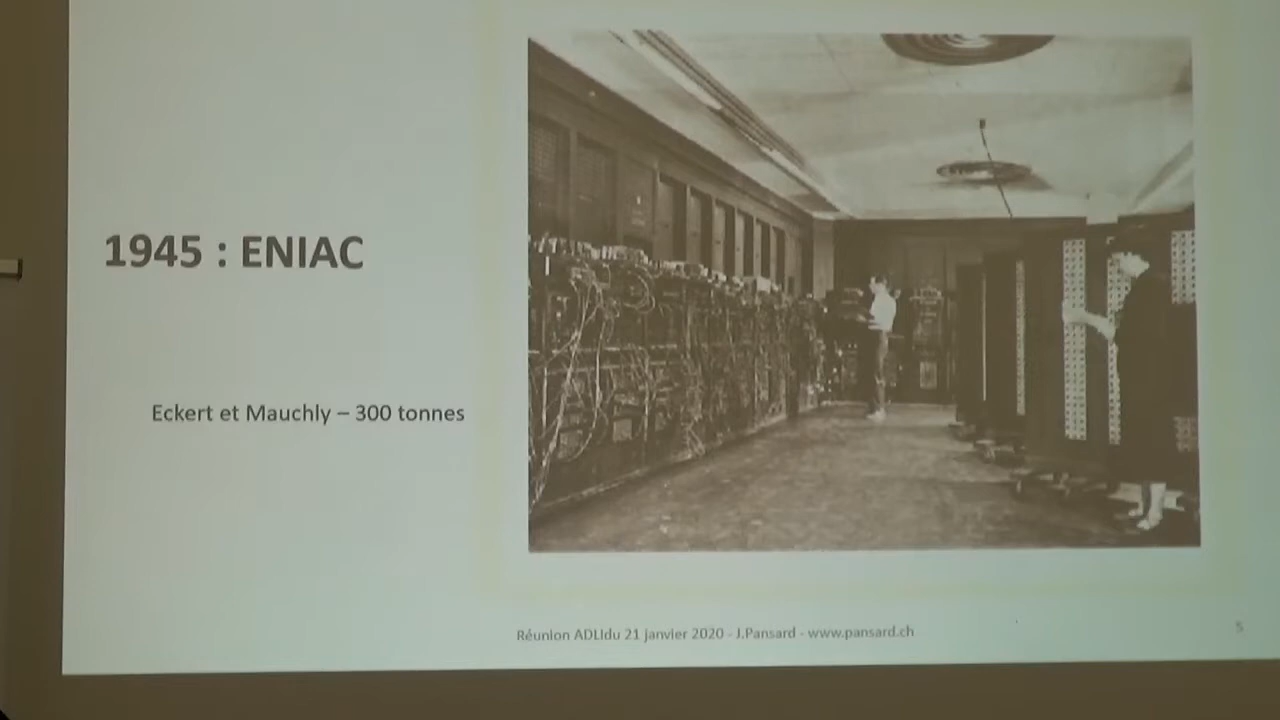 1945 : ENIAC
Eckert et Mauchly – 300 tonnes
Réunion ADLIdu 21 janvier 2020 - J.Pansard - www.pansard.ch
5